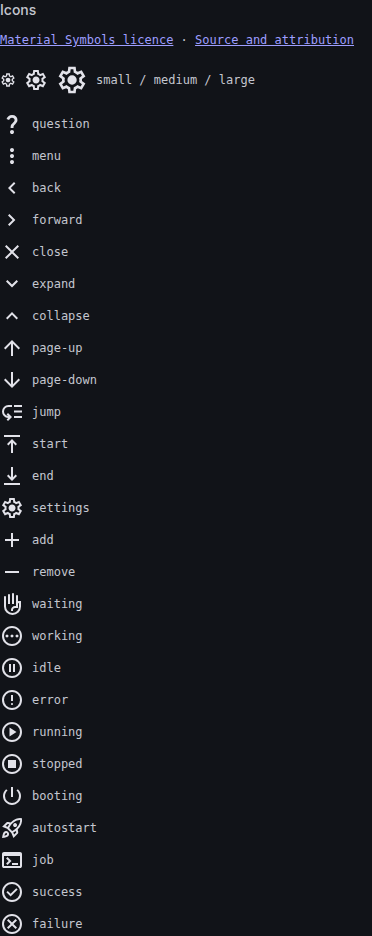 Icons
Material Symbols licence · Source and attribution
small / medium / large
question
menu
back
forward
close
expand
collapse
page-up
page-down
jump
start
end
settings
add
remove
waiting
working
idle
error
running
stopped
booting
autostart
job
success
failure